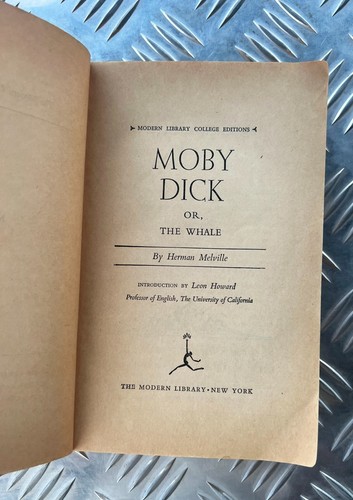 MODERN LIBRARY COLLEGE EDITIONS
MOBY
DICK
OR,
THE WHALE
By Herman Melville
INTRODUCTION BY Leon Howard
Professor of English, The University of California
THE MODERN LIBRARY • NEW YORK